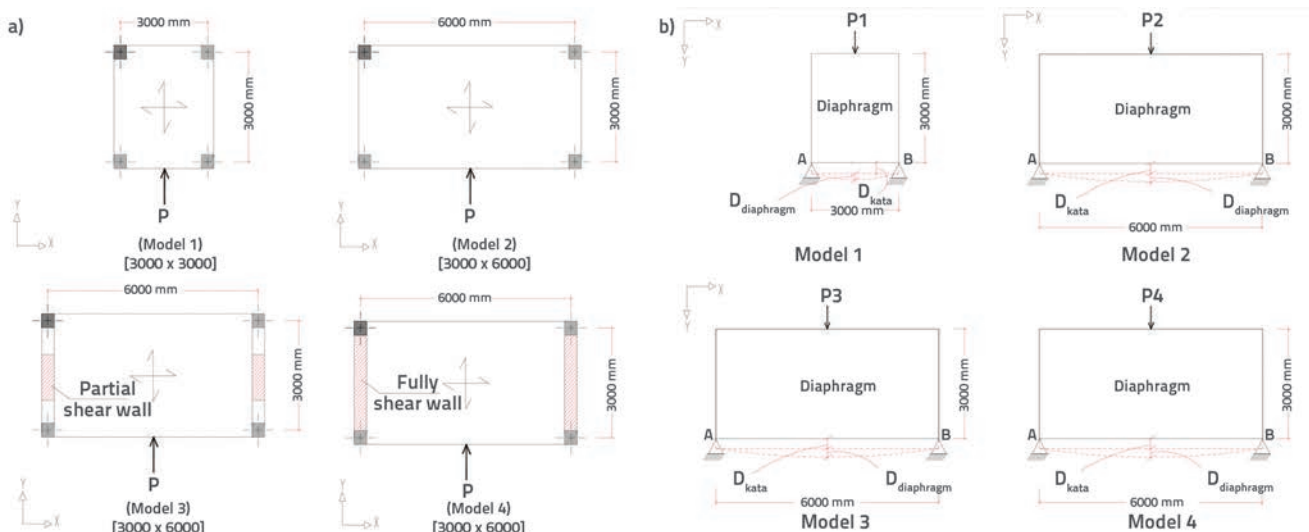 a)
3000 mm
3000 mm
P
Y
X
(Model 1)
[3000 x 3000]
6000 mm
3000 mm
P
Y
X
(Model 2)
[3000 x 6000]
6000 mm
Partial
shear wall
3000 mm
P
Y
X
(Model 3)
[3000 x 6000]
6000 mm
Fully
shear wall
3000 mm
P
Y
X
(Model 4)
[3000 x 6000]
b)
X
Y
P1
Diaphragm
3000 mm
A
B
D diaphragm
D kata
3000 mm
Model 1
X
Y
P2
Diaphragm
3000 mm
A
B
D kata
D diaphragm
6000 mm
Model 2
X
Y
P3
Diaphragm
3000 mm
A
B
D kata
D diaphragm
6000 mm
Model 3
P4
Diaphragm
3000 mm
A
B
D kata
D diaphragm
6000 mm
Model 4